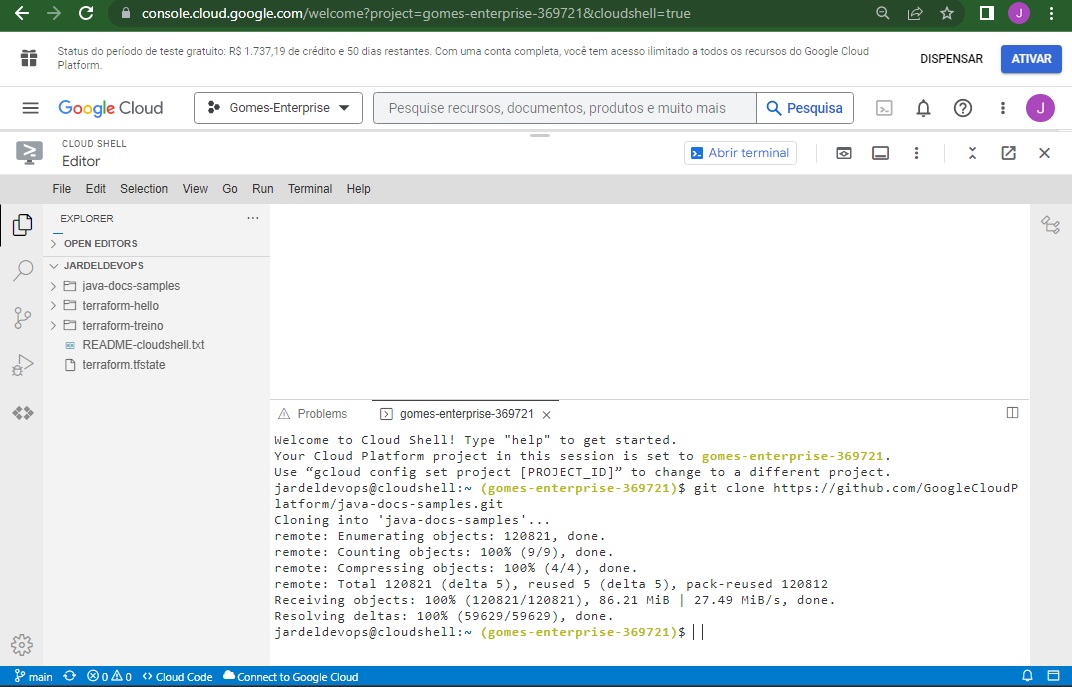 console.cloud.google.com/welcome?project=gomes-enterprise-369721&cloudshell=true
J
Status do período de teste gratuito: R$ 1.737,19 de crédito e 50 dias restantes. Com uma conta completa, você tem acesso ilimitado a todos os recursos do Google Cloud
Platform.
DISPENSAR
ATIVAR
Google Cloud
Gomes-Enterprise
Pesquise recursos, documentos, produtos e muito mais
Pesquisa
J
CLOUD SHELL
Editor
Abrir terminal
File Edit Selection View Go Run Terminal Help
EXPLORER
OPEN EDITORS
JARDELDEVOPS
java-docs-samples
terraform-hello
terraform-treino
README-cloudshell.txt
terraform.tfstate
Problems
gomes-enterprise-369721
Welcome to Cloud Shell! Type "help" to get started.
Your Cloud Platform project in this session is set to gomes-enterprise-369721.
Use “gcloud config set project [PROJECT_ID]” to change to a different project.
jardeldevops@cloudshell:~ (gomes-enterprise-369721)$ git clone https://github.com/GoogleCloudP
latform/java-docs-samples.git
Cloning into 'java-docs-samples'...
remote: Enumerating objects: 120821, done.
remote: Counting objects: 100% (9/9), done.
remote: Compressing objects: 100% (4/4), done.
remote: Total 120821 (delta 5), reused 5 (delta 5), pack-reused 120812
Receiving objects: 100% (120821/120821), 86.21 MiB | 27.49 MiB/s, done.
Resolving deltas: 100% (59629/59629), done.
jardeldevops@cloudshell:~ (gomes-enterprise-369721)$
main 0 0 Cloud Code Connect to Google Cloud